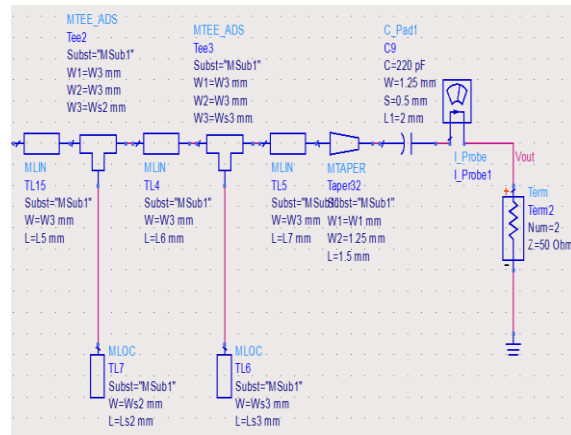 MTEE_ADS
Tee2
Subst="MSub1"
W1=W3 mm
W2=W3 mm
W3=Ws2 mm
MTEE_ADS
Tee3
Subst="MSub1"
W1=W3 mm
W2=W3 mm
W3=Ws3 mm
C_Pad1
C9
C=220 pF
W=1.25 mm
S=0.5 mm
L1=2 mm
MLIN
TL15
Subst="MSub1"
W=W3 mm
L=L5 mm
MLIN
TL4
Subst="MSub1"
W=W3 mm
L=L6 mm
MLIN
TL5
Subst="MSub1"
W=W3 mm
L=L7 mm
MTAPER
Taper32
W1=W1 mm
W2=1.25 mm
L=1.5 mm
I_Probe
I_Probe1
Vout
+
Term
Term2
Num=2
Z=50 Ohm
-
MLOC
TL7
Subst="MSub1"
W=Ws2 mm
L=Ls2 mm
MLOC
TL6
Subst="MSub1"
W=Ws3 mm
L=Ls3 mm